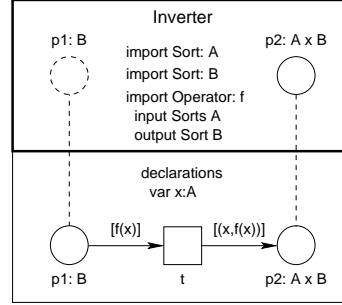 Inverter
p1: B
p2: A x B
import Sort: A
import Sort: B
import Operator: f
input Sorts A
output Sort B
declarations
var x:A
[f(x)]
[(x,f(x))]
p1: B
t
p2: A x B